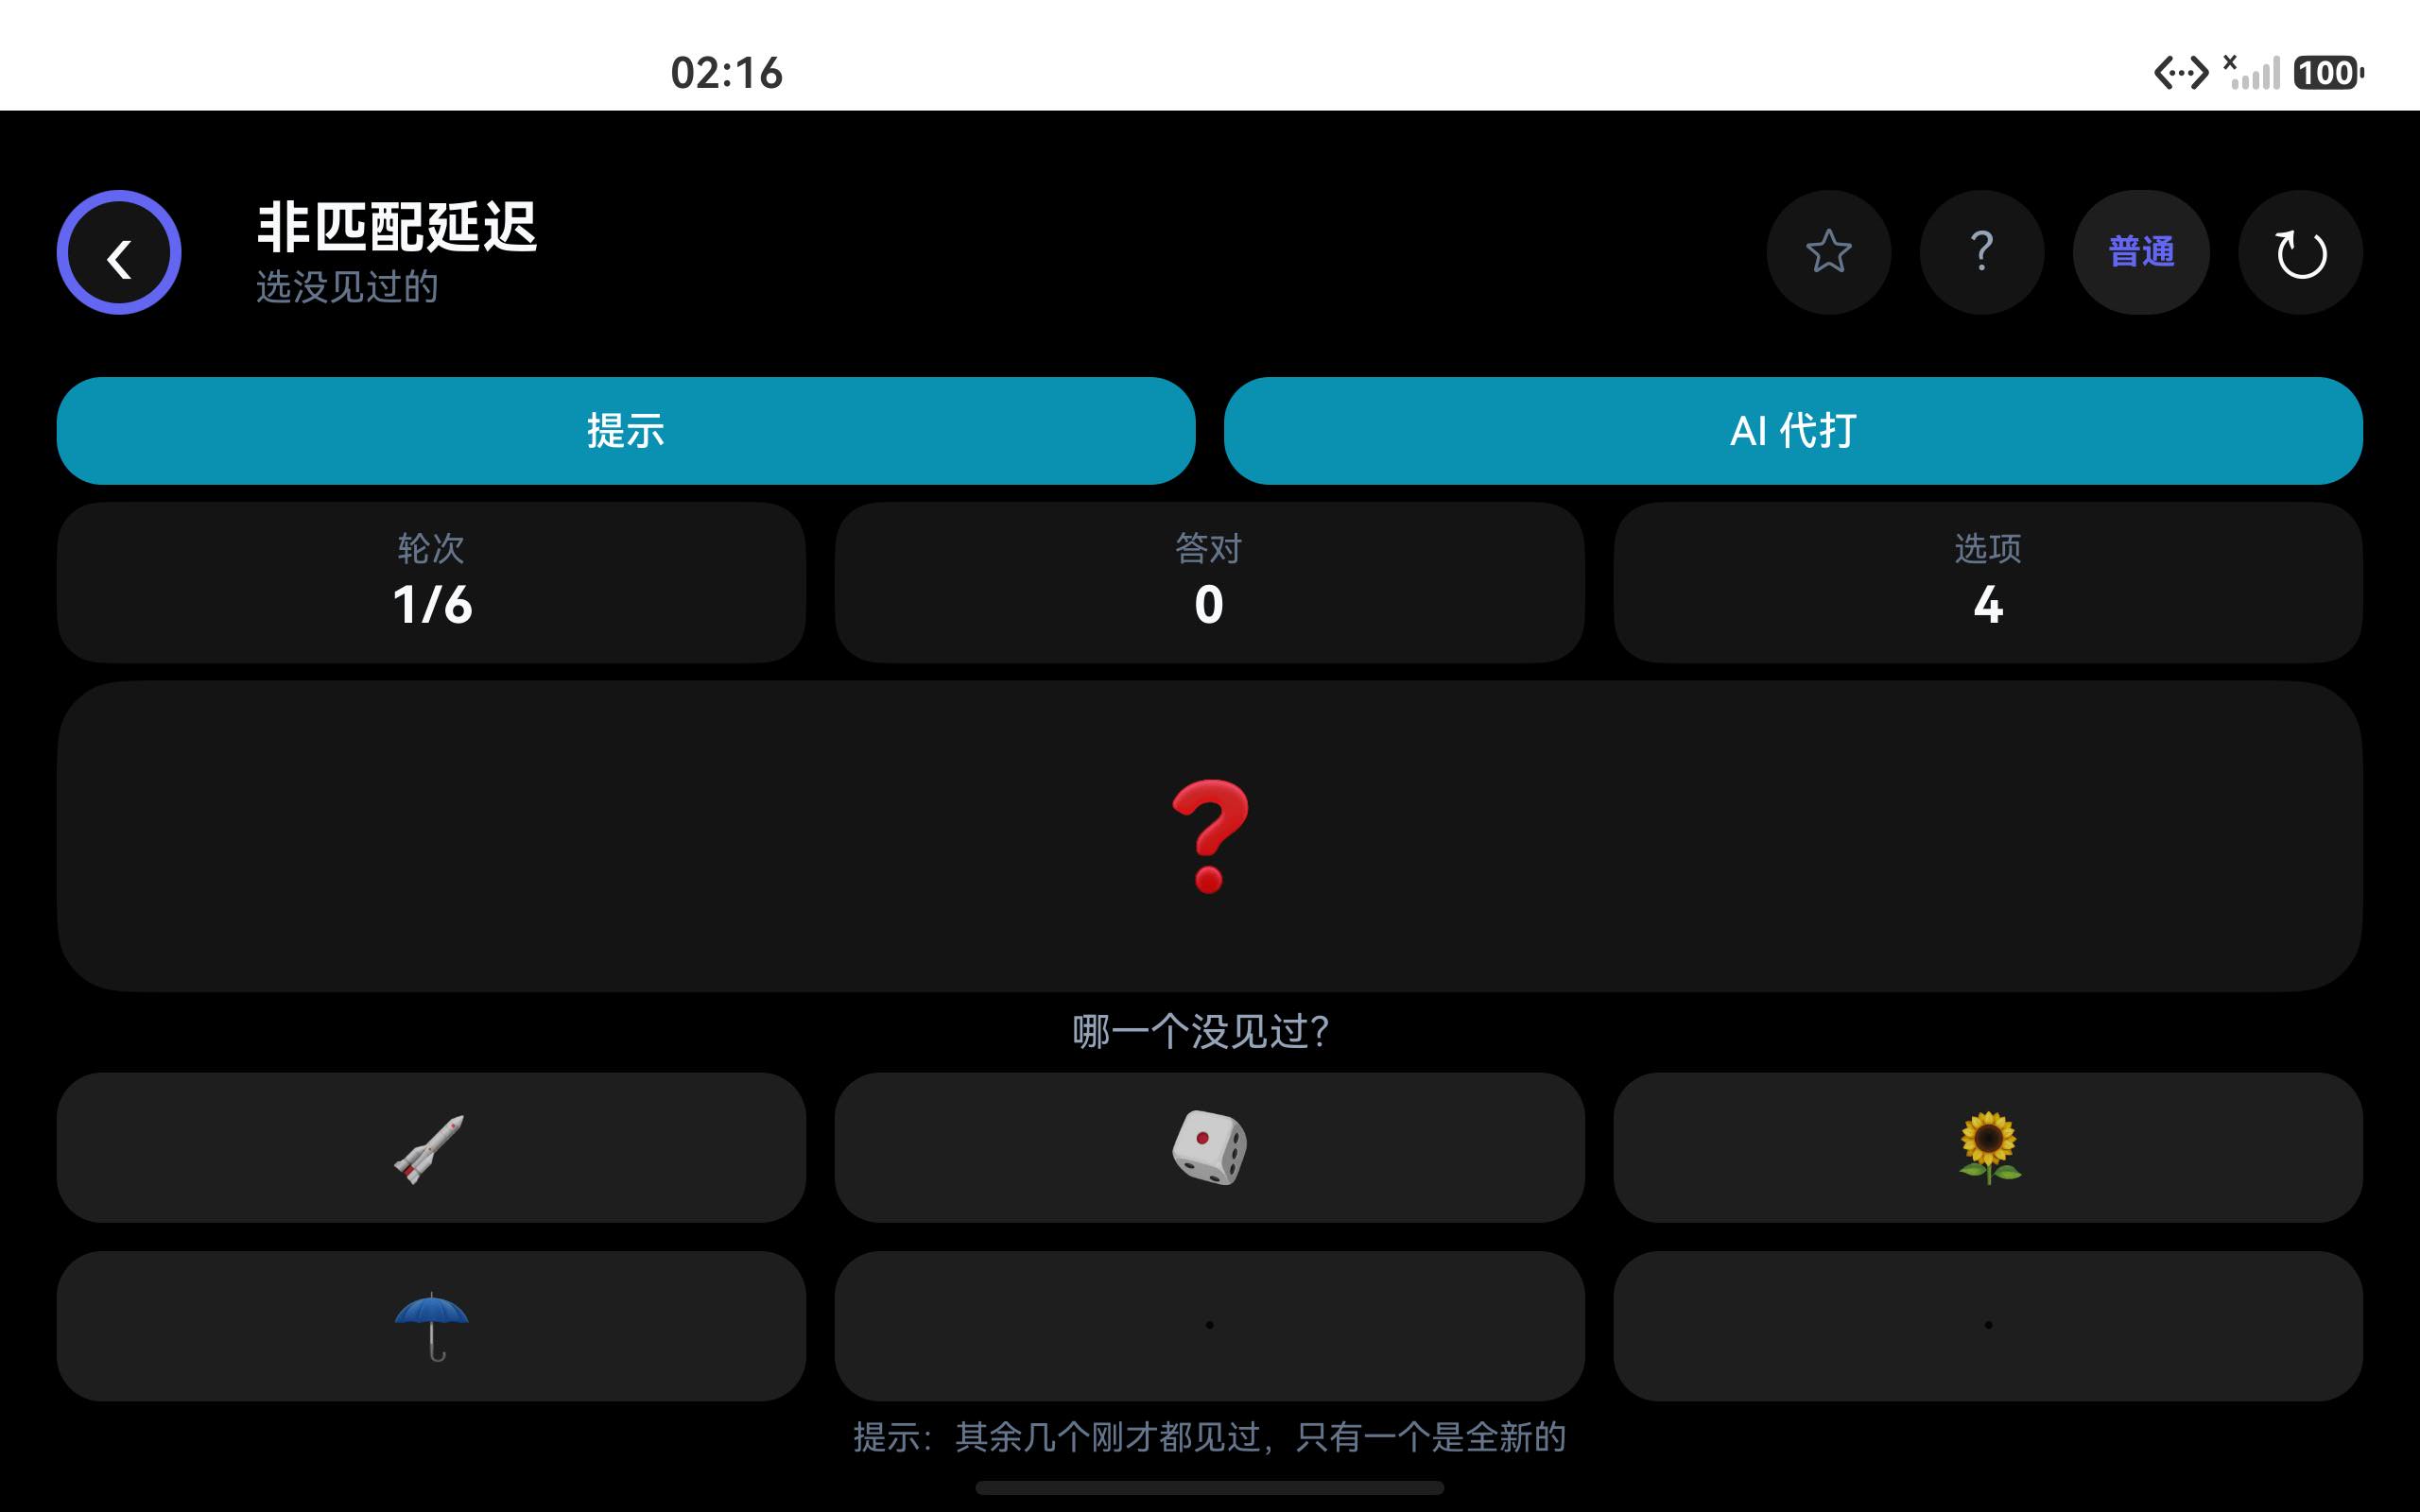 02:16
100
非匹配延迟
选没见过的
?
普通
提示
AI 代打
轮次
1/6
答对
0
选项
4
❓
哪一个没见过?
提示：其余几个刚才都见过，只有一个是全新的